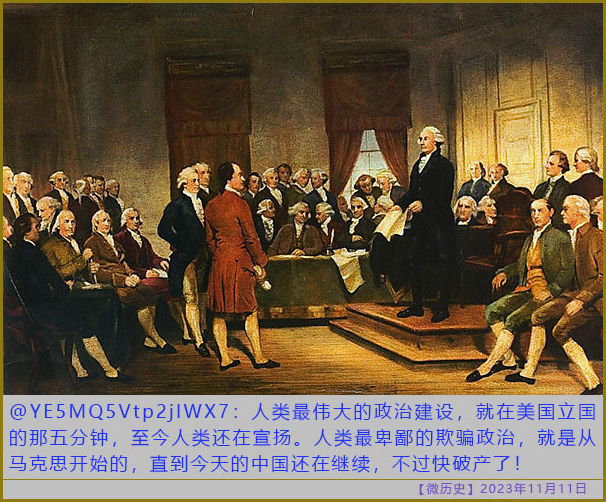 @YE5MQ5Vtp2jlWX7：人类最伟大的政治建设，就在美国立国
的那五分钟，至今人类还在宣扬。人类最卑鄙的欺骗政治，就是从
马克思开始的，直到今天的中国还在继续，不过快破产了！
【微历史】2023年11月11日